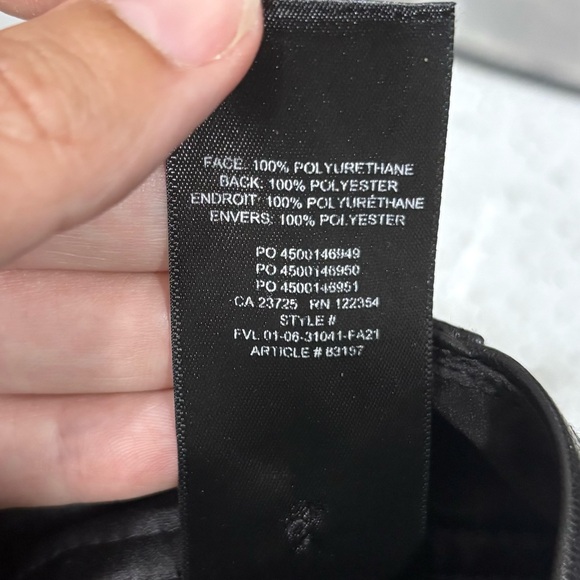 FACE: 100% POLYURETHANE
BACK: 100% POLYESTER
ENDROIT: 100% POLYURÉTHANE
ENVERS: 100% POLYESTER
PO 4500146949
PO 4500146950
PO 4500146951
CA 23725 RN 122354
STYLE #
FVL 01-06-31041-FA21
ARTICLE # 83157